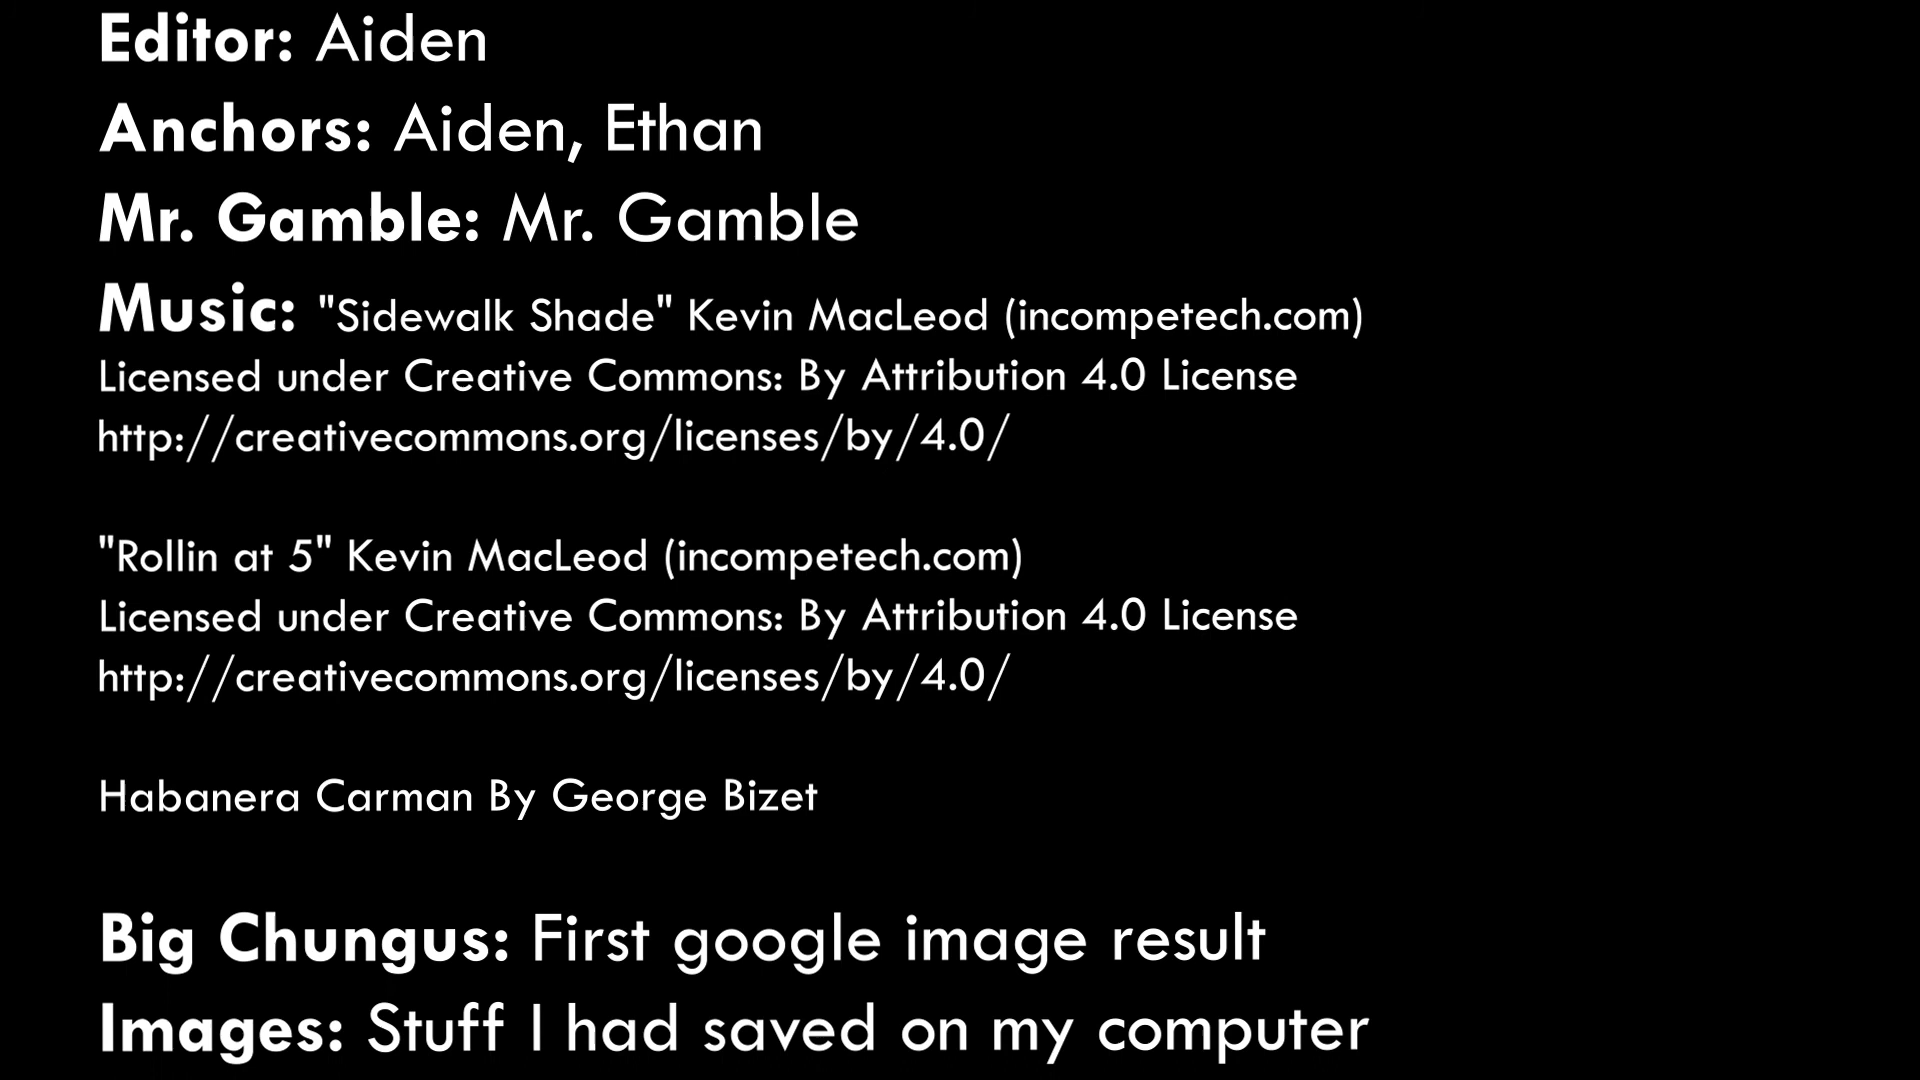 Editor: Aiden
Anchors: Aiden, Ethan
Mr. Gamble: Mr. Gamble
Music: "Sidewalk Shade" Kevin MacLeod (incompetech.com)
Licensed under Creative Commons: By Attribution 4.0 License
http://creativecommons.org/licenses/by/4.0/
"Rollin at 5" Kevin MacLeod (incompetech.com)
Licensed under Creative Commons: By Attribution 4.0 License
http://creativecommons.org/licenses/by/4.0/
Habanera Carman By George Bizet
Big Chungus: First google image result
Images: Stuff I had saved on my computer